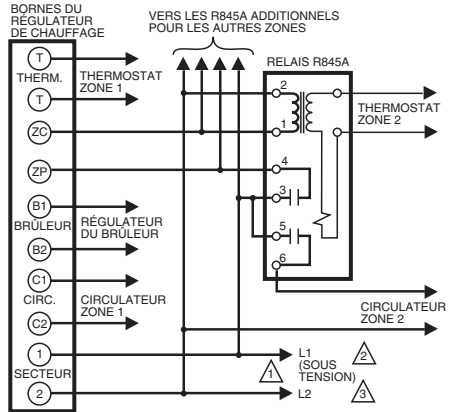 BORNES DU
RÉGULATEUR
DE CHAUFFAGE
VERS LES R845A ADDITIONNELS
POUR LES AUTRES ZONES
RELAIS R845A
T
THERM.
THERMOSTAT
ZONE 1
T
ZC
ZP
B1
BRÛLEUR
RÉGULATEUR
DU BRÛLEUR
B2
C1
CIRC.
CIRCULATEUR
ZONE 1
C2
1
SECTEUR
2
2
1
4
3
5
6
THERMOSTAT
ZONE 2
CIRCULATEUR
ZONE 2
L1
(SOUS
TENSION)
L2
1
2
3